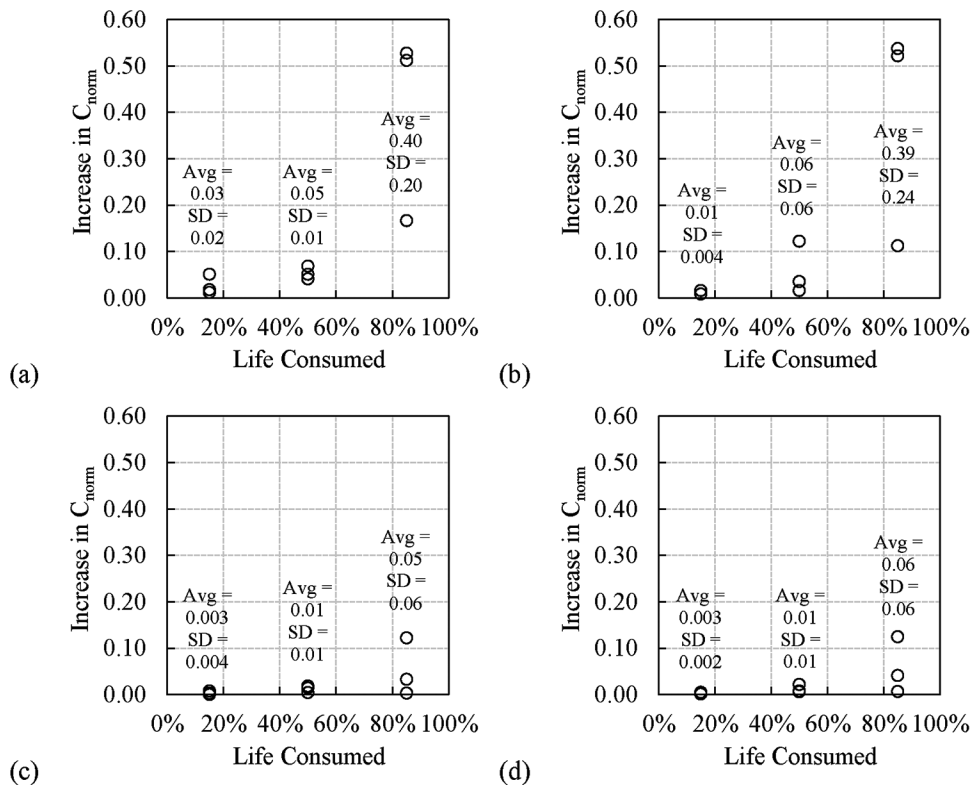 0.60
0.50
0.40
0.30
0.20
0.10
0.00
Increase in Cnorm
Avg =
0.03
SD =
0.02
Avg =
0.05
SD =
0.01
Avg =
0.40
SD =
0.20
0% 20% 40% 60% 80% 100%
Life Consumed
(a)
0.60
0.50
0.40
0.30
0.20
0.10
0.00
Increase in Cnorm
Avg =
0.01
SD =
0.004
Avg =
0.06
SD =
0.06
Avg =
0.39
SD =
0.24
0% 20% 40% 60% 80% 100%
Life Consumed
(b)
0.60
0.50
0.40
0.30
0.20
0.10
0.00
Increase in Cnorm
Avg =
0.003
SD =
0.004
Avg =
0.01
SD =
0.01
Avg =
0.05
SD =
0.06
0% 20% 40% 60% 80% 100%
Life Consumed
(c)
0.60
0.50
0.40
0.30
0.20
0.10
0.00
Increase in Cnorm
Avg =
0.003
SD =
0.002
Avg =
0.01
SD =
0.01
Avg =
0.06
SD =
0.06
0% 20% 40% 60% 80% 100%
Life Consumed
(d)